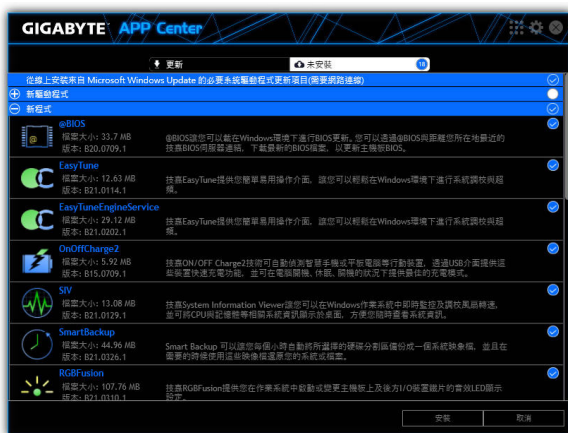 GIGABYTE APP Center
更新
未安裝 18
從線上安裝來自 Microsoft Windows Update 的必要系統驅動程式更新項目(需要網路連線)
新驅動程式
新程式
@BIOS
檔案大小: 33.7 MB
版本: B20.0709.1
@BIOS讓您可以載在Windows環境下進行BIOS更新。您可以透過@BIOS與距離您所在地最近的
技嘉BIOS伺服器連結，下載最新的BIOS檔案，以更新主機板BIOS。
EasyTune
檔案大小: 12.63 MB
版本: B21.0114.1
技嘉EasyTune提供您簡單易用操作介面，讓您可以輕鬆在Windows環境下進行系統調校與超
頻。
EasyTuneEngineService
檔案大小: 29.12 MB
版本: B21.0202.1
技嘉EasyTune提供您簡單易用操作介面，讓您可以輕鬆在Windows環境下進行系統調校與超
頻。
OnOffCharge2
檔案大小: 5.92 MB
版本: B15.0709.1
技嘉ON/OFF Charge2技術可自動偵測智慧手機或平板電腦等行動裝置，透過USB介面提供這
些裝置快速充電功能，並可在電腦開機、休眠、關機的狀況下提供最佳的充電模式。
SIV
檔案大小: 13.08 MB
版本: B21.0129.1
技嘉System Information Viewer讓您可以在Windows作業系統中即時監控及調校風扇轉速，
並可將CPU與記憶體等相關系統資訊顯示於桌面，方便您隨時查看系統資訊。
SmartBackup
檔案大小: 44.96 MB
版本: B21.0326.1
Smart Backup 可以讓您每個小時自動將所選擇的硬碟分割區備份成一個系統映象檔，並且在
需要的時候使用這些映像檔還原您的系統或檔案。
RGBFusion
檔案大小: 107.76 MB
版本: B21.0310.1
技嘉RGBFusion提供您在作業系統中啟動或變更主機板上及後方I/O裝置鐵片的音效LED顯示
設定。
安裝
取消